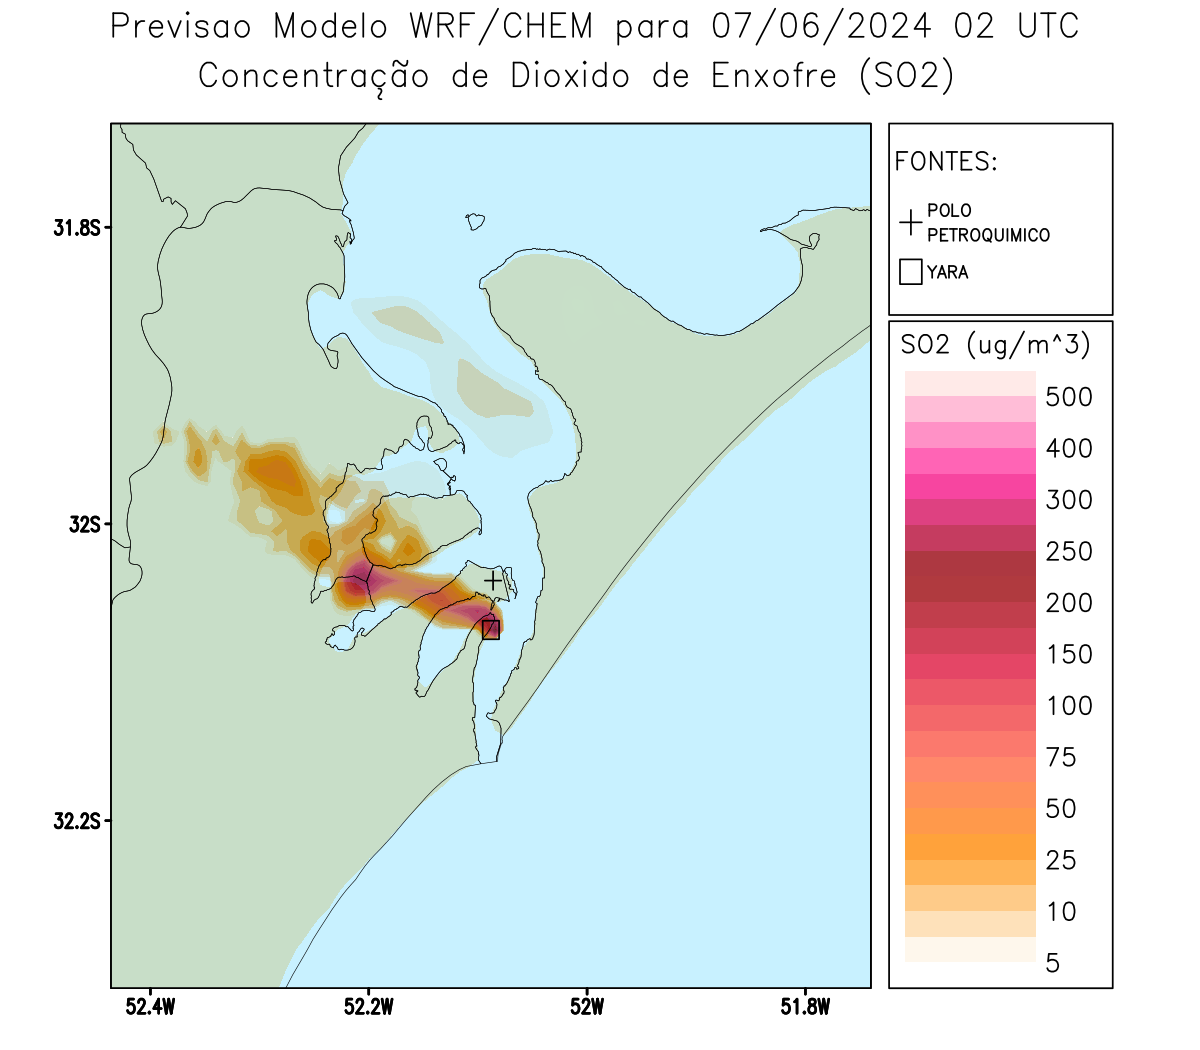 Previsao Modelo WRF/CHEM para 07/06/2024 02 UTC
Concentração de Dioxido de Enxofre (SO2)
FONTES:
POLO
PETROQUIMICO
YARA
SO2 (ug/m^3)
500
400
300
250
200
150
100
75
50
25
10
5
31.8S
32S
32.2S
52.4W 52.2W 52W 51.8W